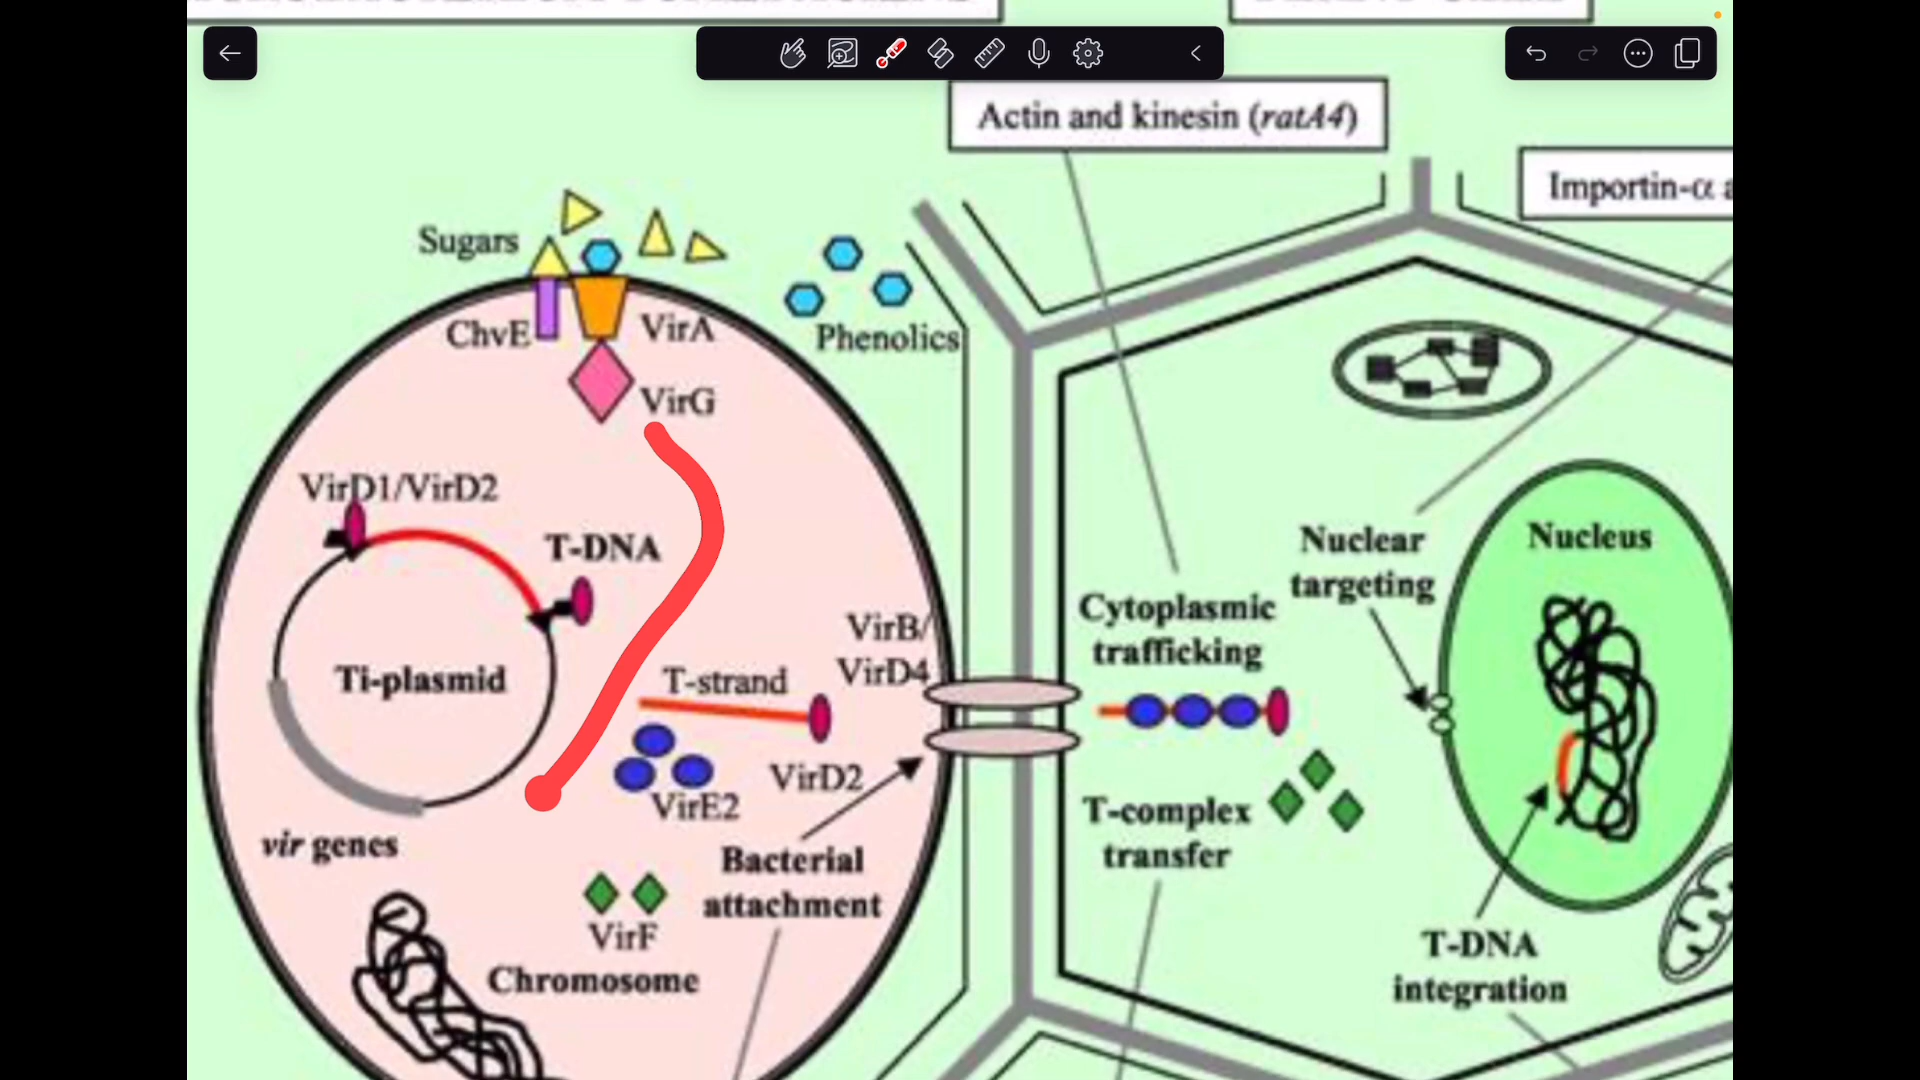 Actin and kinesin (ratA4)
Importin-α a
Sugars
ChvE
VirA
Phenolics
VirG
VirD1/VirD2
T-DNA
Ti-plasmid
T-strand
VirB/
VirD4
VirE2
VirD2
vir genes
Bacterial
attachment
VirF
Chromosome
Cytoplasmic
trafficking
Nuclear
targeting
Nucleus
T-complex
transfer
T-DNA
integration